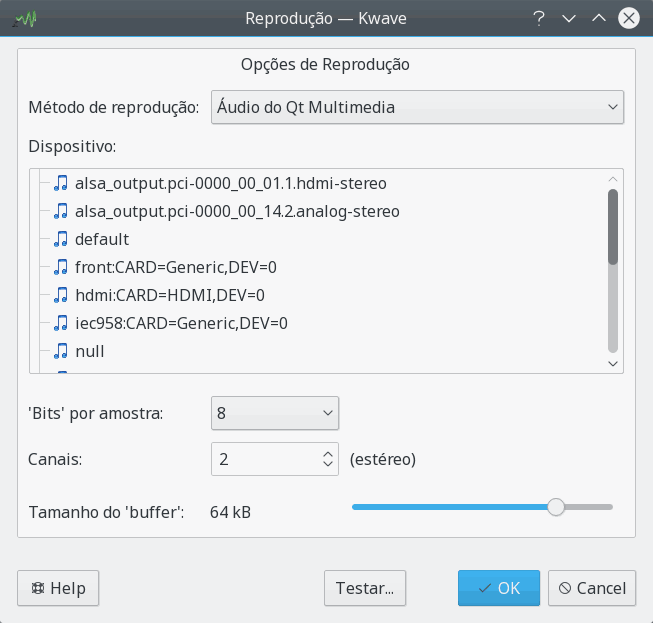 Reprodução — Kwave
Opções de Reprodução
Método de reprodução: Áudio do Qt Multimedia
Dispositivo:
alsa_output.pci-0000_00_01.1.hdmi-stereo
alsa_output.pci-0000_00_14.2.analog-stereo
default
front:CARD=Generic,DEV=0
hdmi:CARD=HDMI,DEV=0
iec958:CARD=Generic,DEV=0
null
'Bits' por amostra: 8
Canais: 2 (estéreo)
Tamanho do 'buffer': 64 kB
Help Testar... OK Cancel